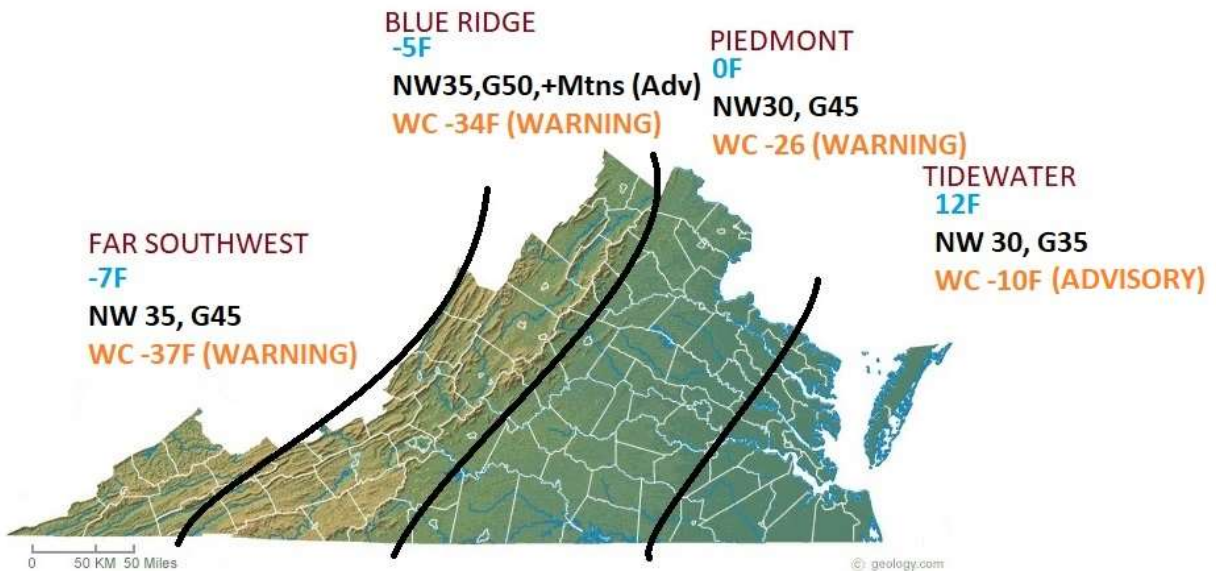 BLUE RIDGE
-5F
NW35,G50,+Mtns (Adv)
WC -34F (WARNING)
PIEDMONT
0F
NW30, G45
WC -26 (WARNING)
TIDEWATER
12F
NW 30, G35
WC -10F (ADVISORY)
FAR SOUTHWEST
-7F
NW 35, G45
WC -37F (WARNING)
0 50 KM 50 Miles
© geology.com